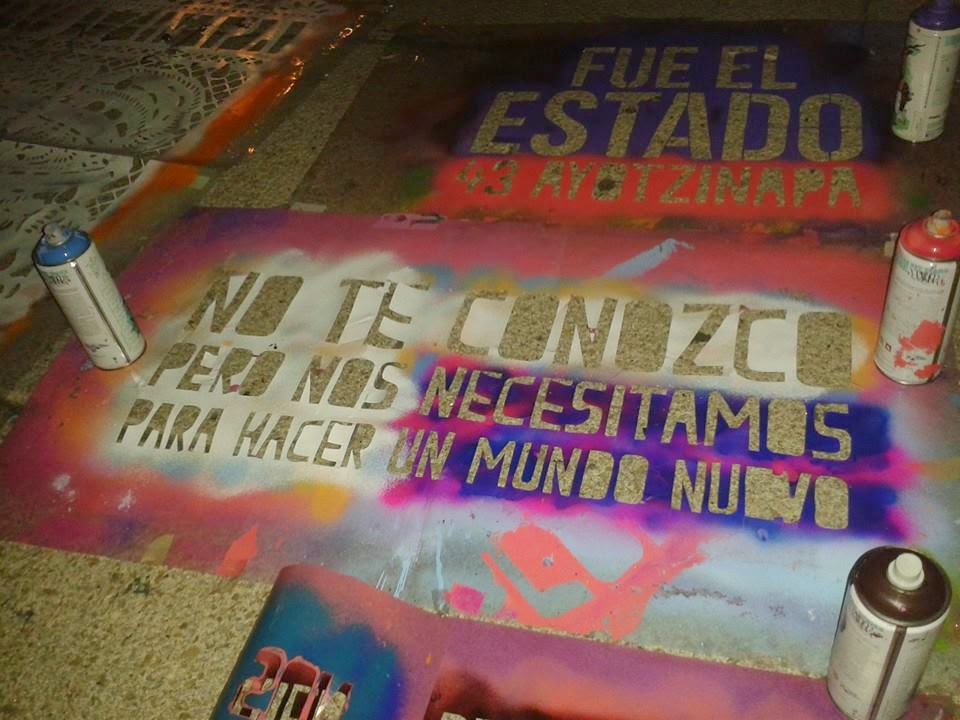 FUE EL
ESTADO
43 AYOTZINAPA
NO TE CONOZCO
PERO NOS NECESITAMOS
PARA HACER UN MUNDO NUEVO